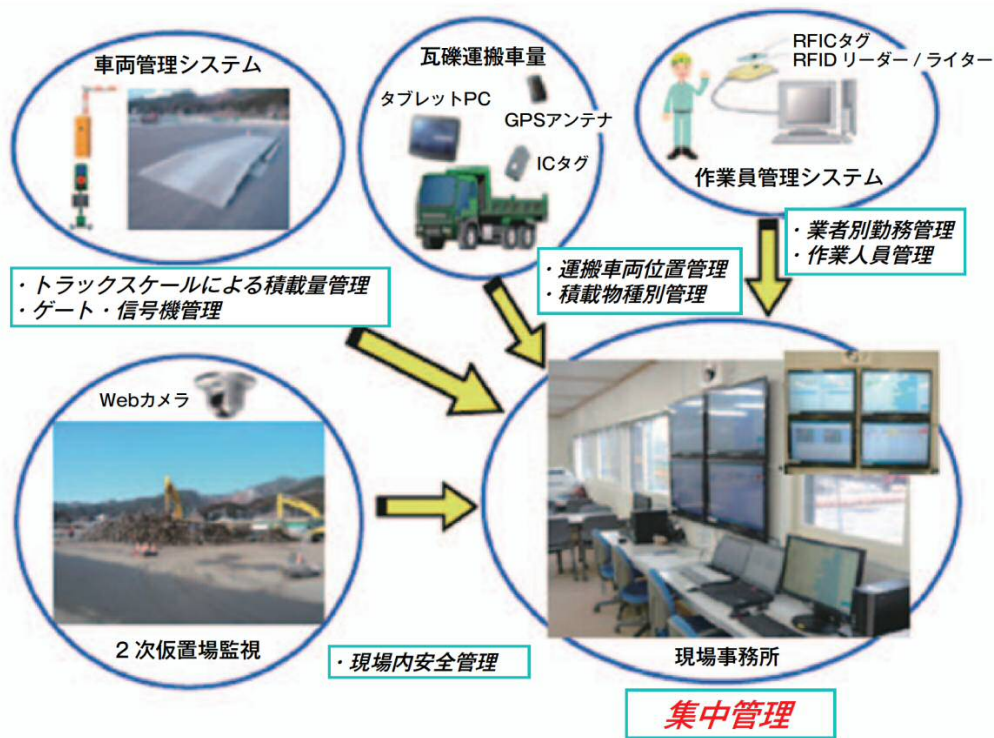 車両管理システム
瓦礫運搬車量
タブレットPC
GPSアンテナ
ICタグ
RFICタグ
RFID リーダー / ライター
作業員管理システム
・トラックスケールによる積載量管理
・ゲート・信号機管理
・運搬車両位置管理
・積載物種別管理
・業者別勤務管理
・作業人員管理
Webカメラ
2次仮置場監視
・現場内安全管理
現場事務所
集中管理